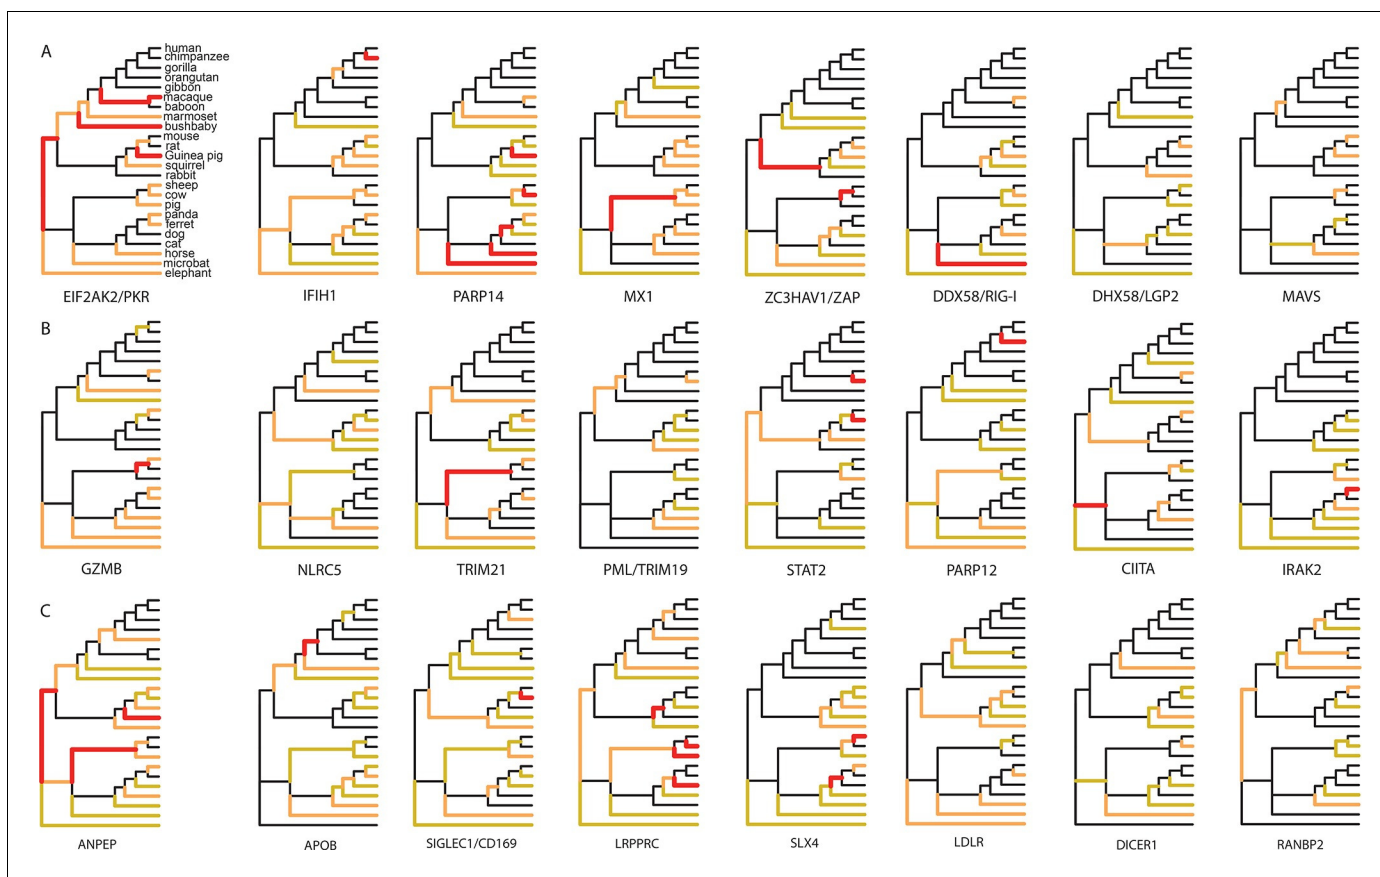 A
human
chimpanzee
gorilla
orangutan
gibbon
macaque
baboon
marmoset
bushbaby
mouse
rat
Guinea pig
squirrel
rabbit
sheep
cow
pig
panda
ferret
dog
cat
horse
microbat
elephant
EIF2AK2/PKR IFIH1 PARP14 MX1 ZC3HAV1/ZAP DDX58/RIG-I DHX58/LGP2 MAVS
B
GZMB NLRC5 TRIM21 PML/TRIM19 STAT2 PARP12 CIITA IRAK2
C
ANPEP APOB SIGLEC1/CD169 LRPPRC SLX4 LDLR DICER1 RANBP2